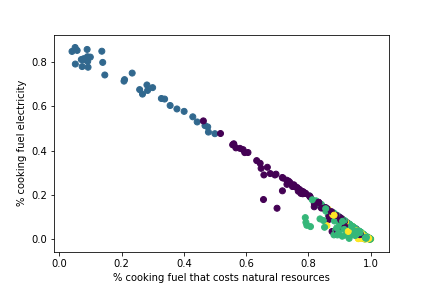 0.8
0.6
0.4
0.2
0.0
% cooking fuel electricity
0.0 0.2 0.4 0.6 0.8 1.0
% cooking fuel that costs natural resources